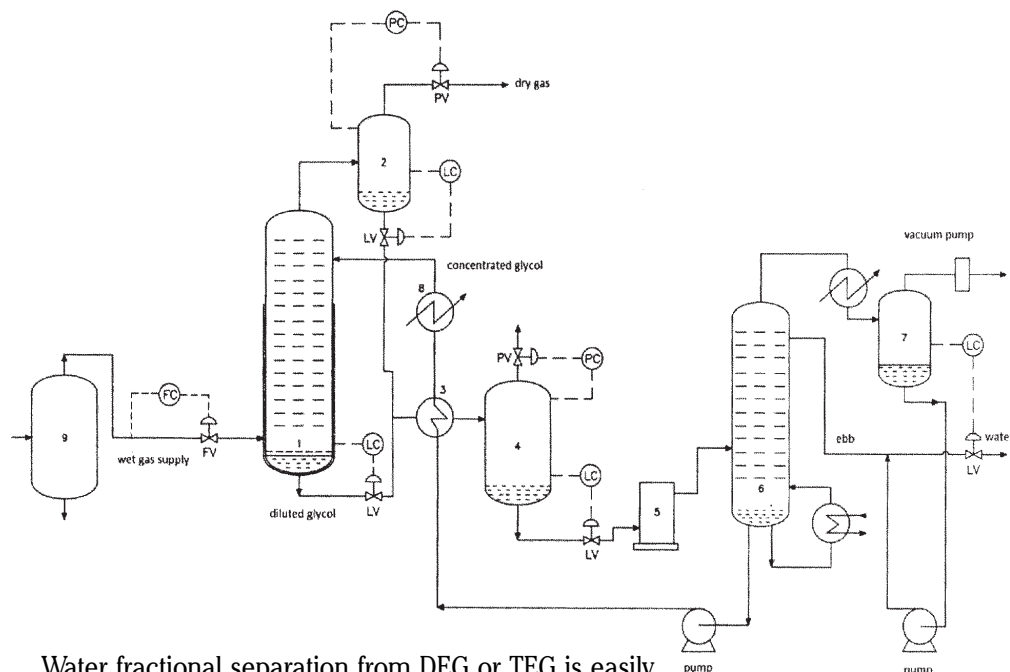 PC
PV
dry gas
2
LC
LV
concentrated glycol
8
vacuum pump
7
LC
PV
PC
3
9
FC
FV
wet gas supply
1
LC
LV
diluted glycol
4
LC
LV
5
6
ebb
wate
LV
pump
pump
Water fractional separation from DEG or TEG is easily